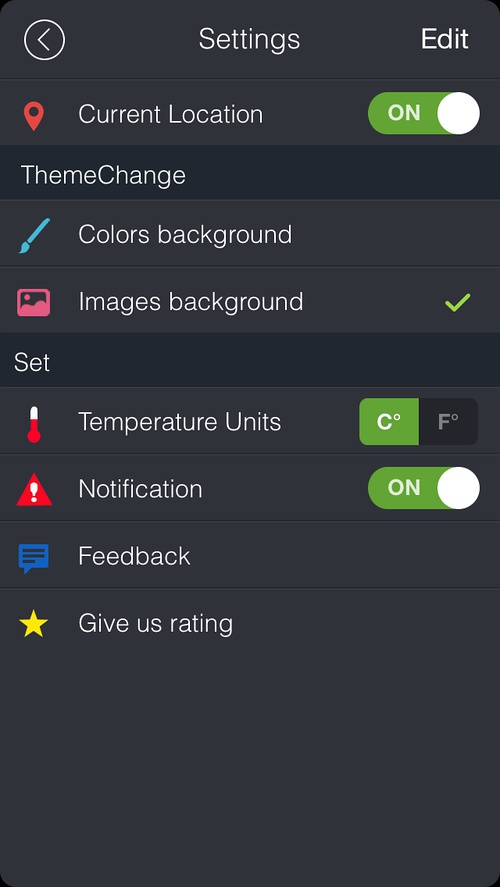 Settings Edit
Current Location ON
ThemeChange
Colors background
Images background
Set
Temperature Units C° F°
Notification ON
Feedback
Give us rating